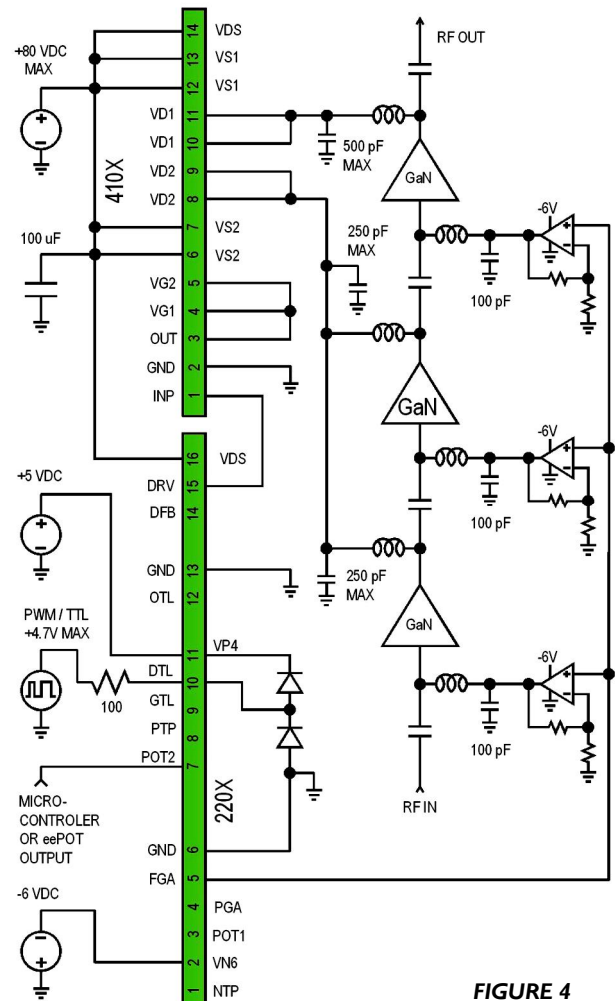 14 VDS
13 VS1
12 VS1
11 VD1
10 VD1
9 VD2
8 VD2
7 VS2
6 VS2
5 VG2
4 VG1
3 OUT
2 GND
1 INP
410X
+80 VDC
MAX
100 uF
RF OUT
500 pF
MAX
GaN
250 pF
MAX
-6V
100 pF
GaN
-6V
100 pF
250 pF
MAX
GaN
-6V
100 pF
RF IN
16 VDS
15 DRV
14 DFB
13 GND
12 OTL
11 VP4
10 DTL
9 GTL
8 PTP
7 POT2
6 GND
5 FGA
4 PGA
3 POT1
2 VN6
1 NTP
220X
+5 VDC
PWM / TTL
+4.7V MAX
100
MICRO-
CONTROLER
OR eePOT
OUTPUT
-6 VDC
FIGURE 4